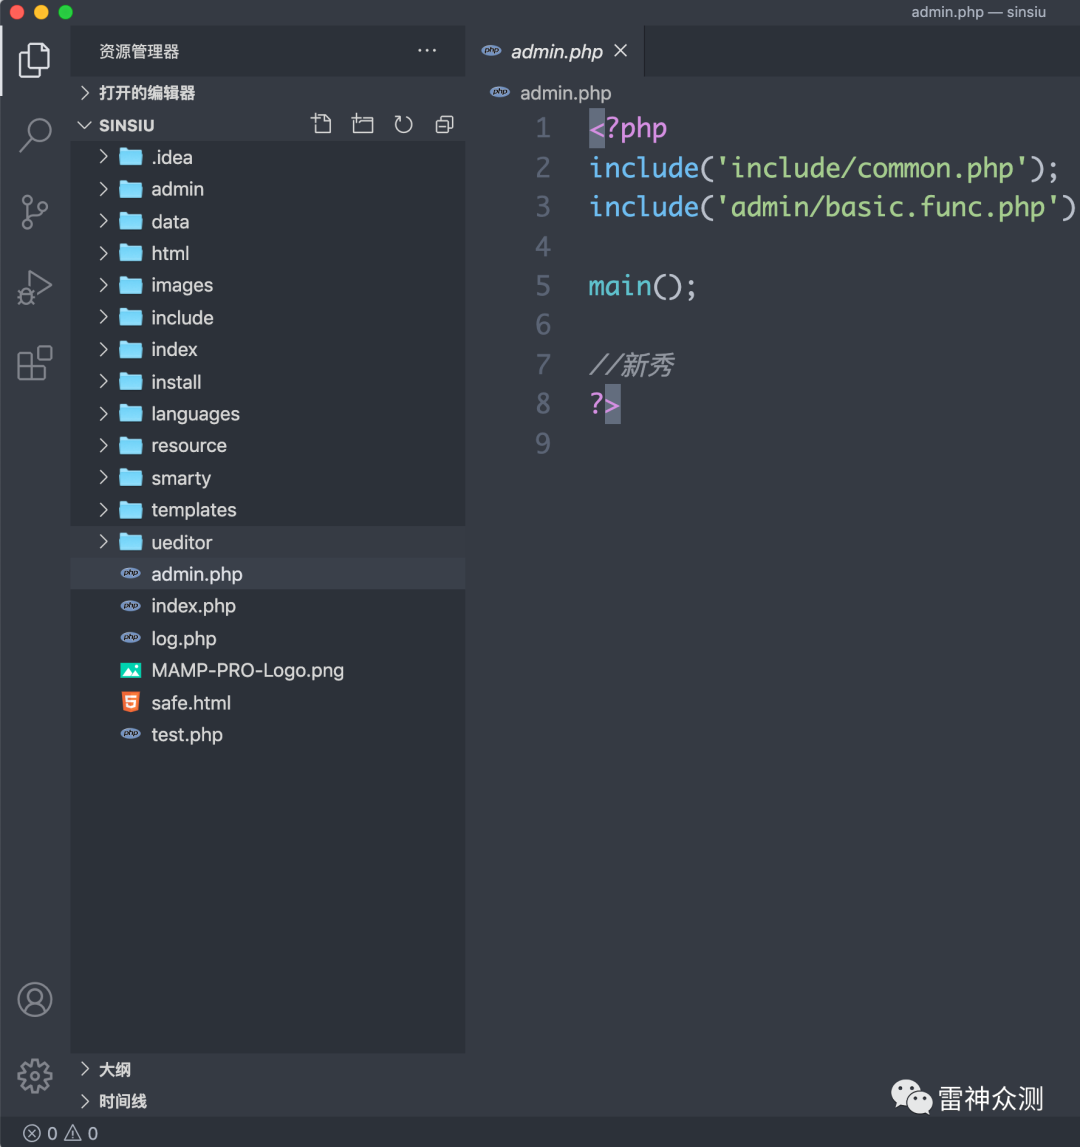 admin.php — sinsiu
资源管理器
打开的编辑器
SINSIU
.idea
admin
data
html
images
include
index
install
languages
resource
smarty
templates
ueditor
admin.php
index.php
log.php
MAMP-PRO-Logo.png
safe.html
test.php
大纲
时间线
admin.php
admin.php
1 <?php
2 include('include/common.php');
3 include('admin/basic.func.php')
4
5 main();
6
7 //新秀
8 ?>
9
雷神众测
0 0